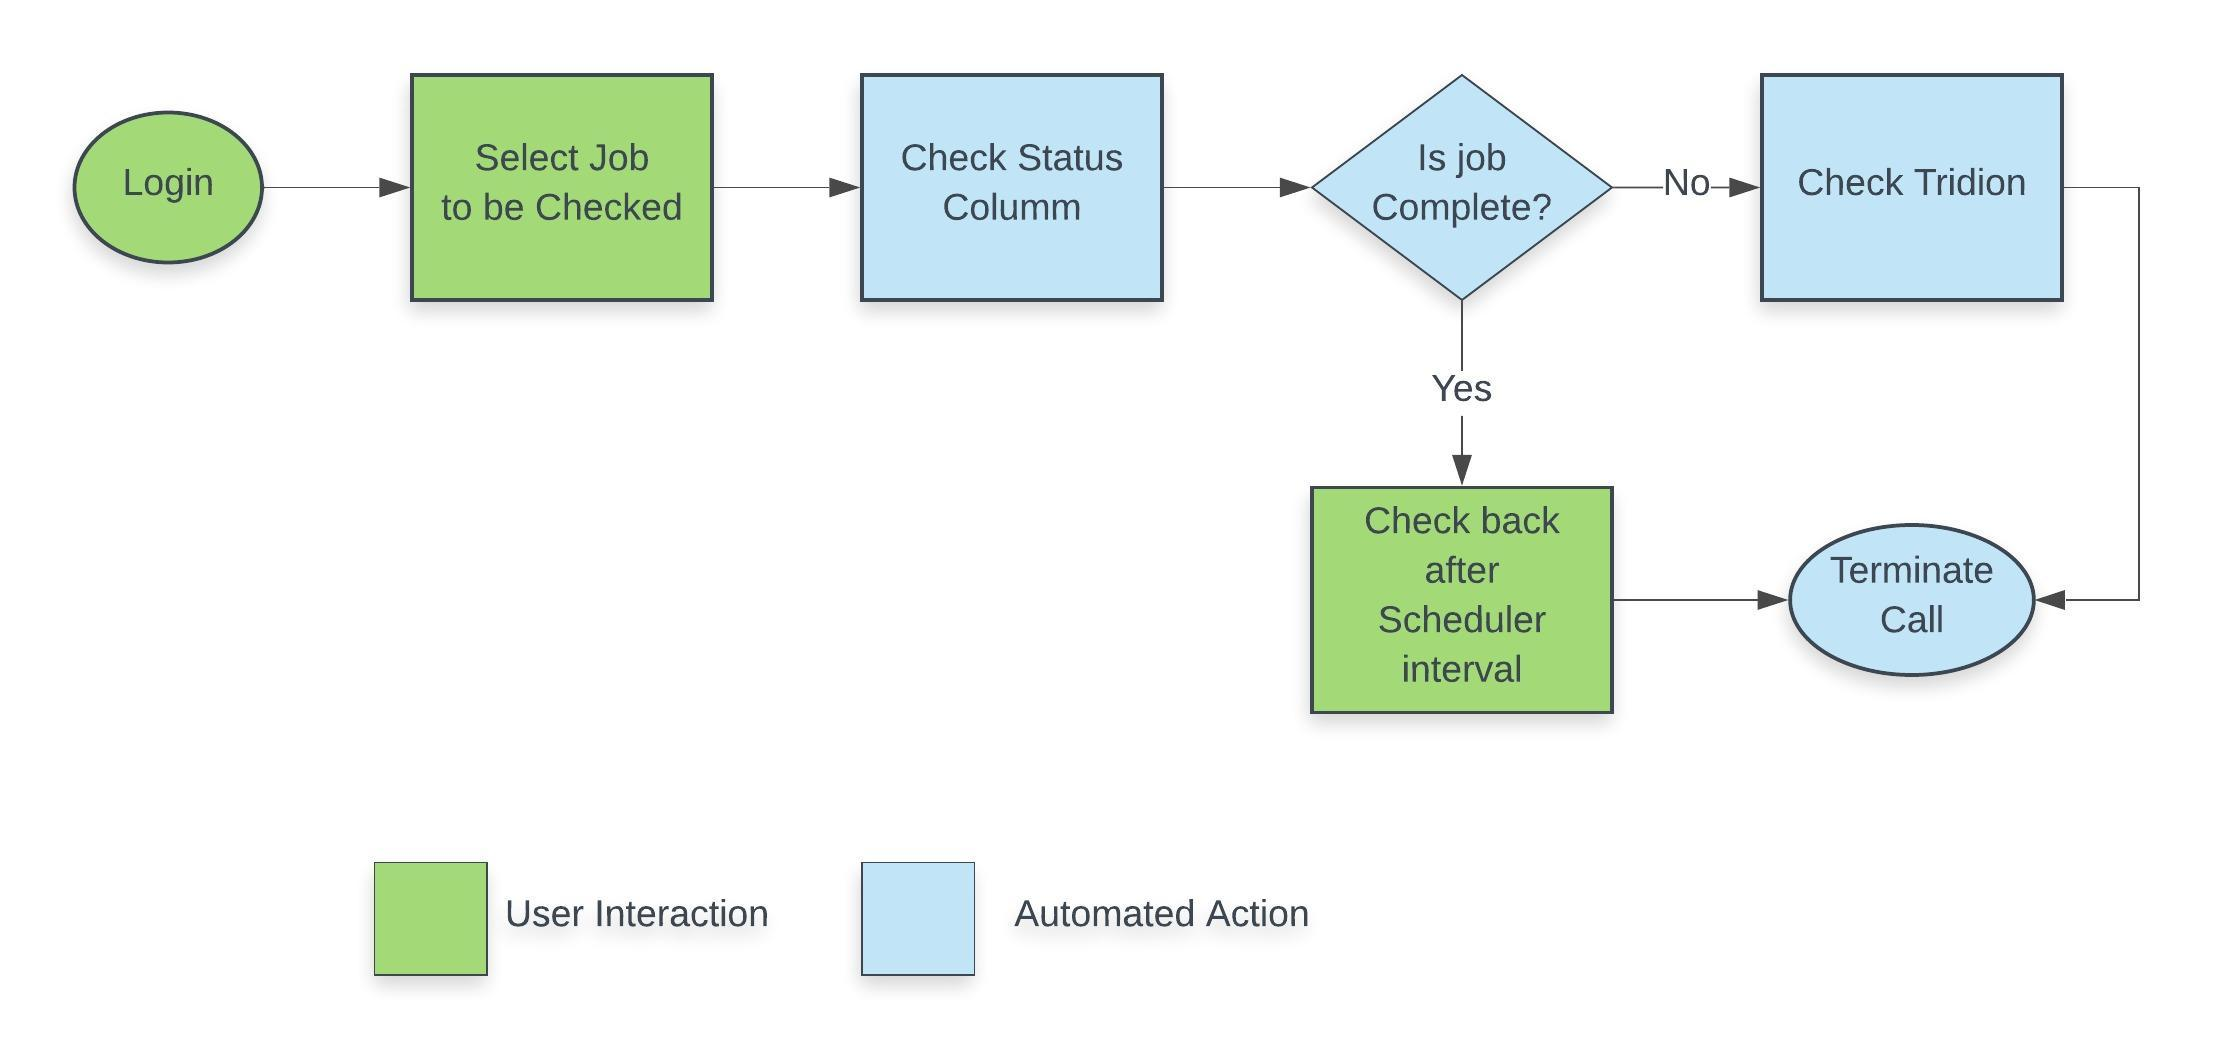 Login
Select Job
to be Checked
Check Status
Columm
Is job
Complete?
No
Check Tridion
Yes
Check back
after
Scheduler
interval
Terminate
Call
User Interaction
Automated Action